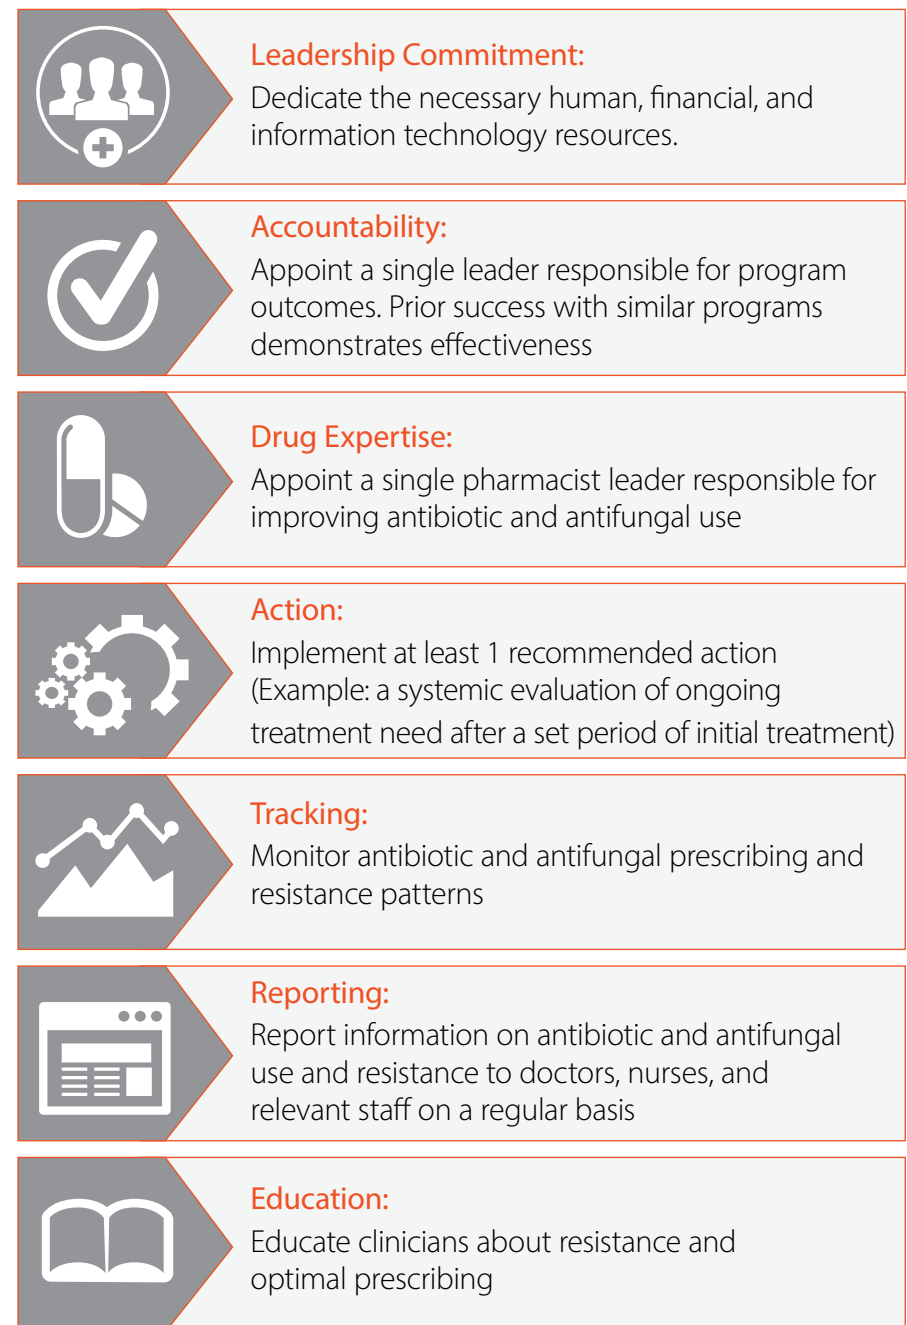 Leadership Commitment:
Dedicate the necessary human, financial, and
information technology resources.
Accountability:
Appoint a single leader responsible for program
outcomes. Prior success with similar programs
demonstrates effectiveness
Drug Expertise:
Appoint a single pharmacist leader responsible for
improving antibiotic and antifungal use
Action:
Implement at least 1 recommended action
(Example: a systemic evaluation of ongoing
treatment need after a set period of initial treatment)
Tracking:
Monitor antibiotic and antifungal prescribing and
resistance patterns
Reporting:
Report information on antibiotic and antifungal
use and resistance to doctors, nurses, and
relevant staff on a regular basis
Education:
Educate clinicians about resistance and
optimal prescribing